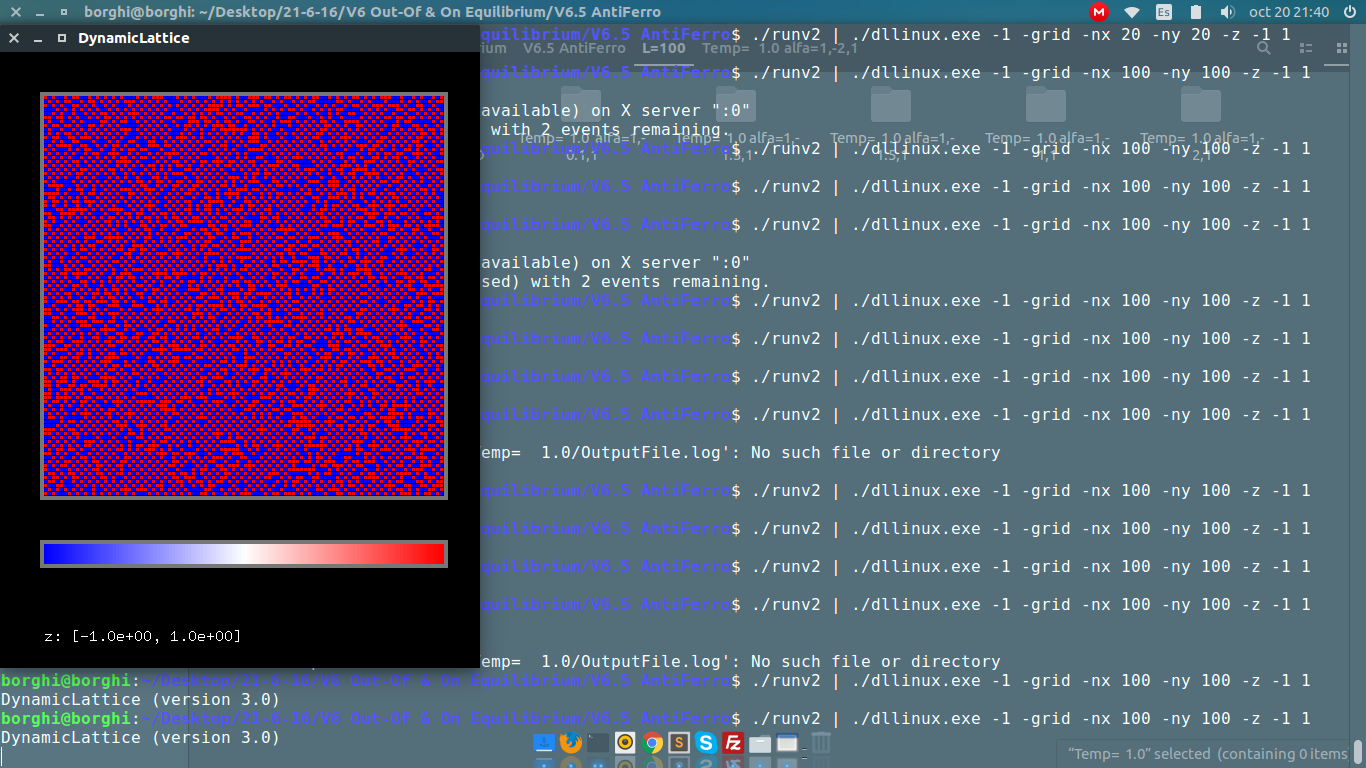 borghi@borghi: ~/Desktop/21-6-16/V6 Out-Of & On Equilibrium/V6.5 AntiFerro
Es
oct 20 21:40
DynamicLattice
quilibrium/V6.5 AntiFerro$ ./runv2 | ./dllinux.exe -1 -grid -nx 20 -ny 20 -z -1 1
ium V6.5 AntiFerro L=100 Temp= 1.0 alfa=1,-2,1
quilibrium/V6.5 AntiFerro$ ./runv2 | ./dllinux.exe -1 -grid -nx 100 -ny 100 -z -1 1
available) on X server ":0"
with 2 events remaining.
Temp= 1.0 alfa=1,-0.1,1
Temp= 1.0 alfa=1,-1.3,1
Temp= 1.0 alfa=1,-1.5,1
Temp= 1.0 alfa=1,-1,1
Temp= 1.0 alfa=1,-2,1
quilibrium/V6.5 AntiFerro$ ./runv2 | ./dllinux.exe -1 -grid -nx 100 -ny 100 -z -1 1
quilibrium/V6.5 AntiFerro$ ./runv2 | ./dllinux.exe -1 -grid -nx 100 -ny 100 -z -1 1
quilibrium/V6.5 AntiFerro$ ./runv2 | ./dllinux.exe -1 -grid -nx 100 -ny 100 -z -1 1
available) on X server ":0"
sed) with 2 events remaining.
quilibrium/V6.5 AntiFerro$ ./runv2 | ./dllinux.exe -1 -grid -nx 100 -ny 100 -z -1 1
quilibrium/V6.5 AntiFerro$ ./runv2 | ./dllinux.exe -1 -grid -nx 100 -ny 100 -z -1 1
quilibrium/V6.5 AntiFerro$ ./runv2 | ./dllinux.exe -1 -grid -nx 100 -ny 100 -z -1 1
quilibrium/V6.5 AntiFerro$ ./runv2 | ./dllinux.exe -1 -grid -nx 100 -ny 100 -z -1 1
Temp=  1.0/OutputFile.log': No such file or directory
quilibrium/V6.5 AntiFerro$ ./runv2 | ./dllinux.exe -1 -grid -nx 100 -ny 100 -z -1 1
quilibrium/V6.5 AntiFerro$ ./runv2 | ./dllinux.exe -1 -grid -nx 100 -ny 100 -z -1 1
quilibrium/V6.5 AntiFerro$ ./runv2 | ./dllinux.exe -1 -grid -nx 100 -ny 100 -z -1 1
quilibrium/V6.5 AntiFerro$ ./runv2 | ./dllinux.exe -1 -grid -nx 100 -ny 100 -z -1 1
z: [-1.0e+00, 1.0e+00]
Temp=  1.0/OutputFile.log': No such file or directory
borghi@borghi:~/Desktop/21-6-16/V6 Out-Of & On Equilibrium/V6.5 AntiFerro$ ./runv2 | ./dllinux.exe -1 -grid -nx 100 -ny 100 -z -1 1
DynamicLattice (version 3.0)
borghi@borghi:~/Desktop/21-6-16/V6 Out-Of & On Equilibrium/V6.5 AntiFerro$ ./runv2 | ./dllinux.exe -1 -grid -nx 100 -ny 100 -z -1 1
DynamicLattice (version 3.0)
"Temp= 1.0" selected (containing 0 items